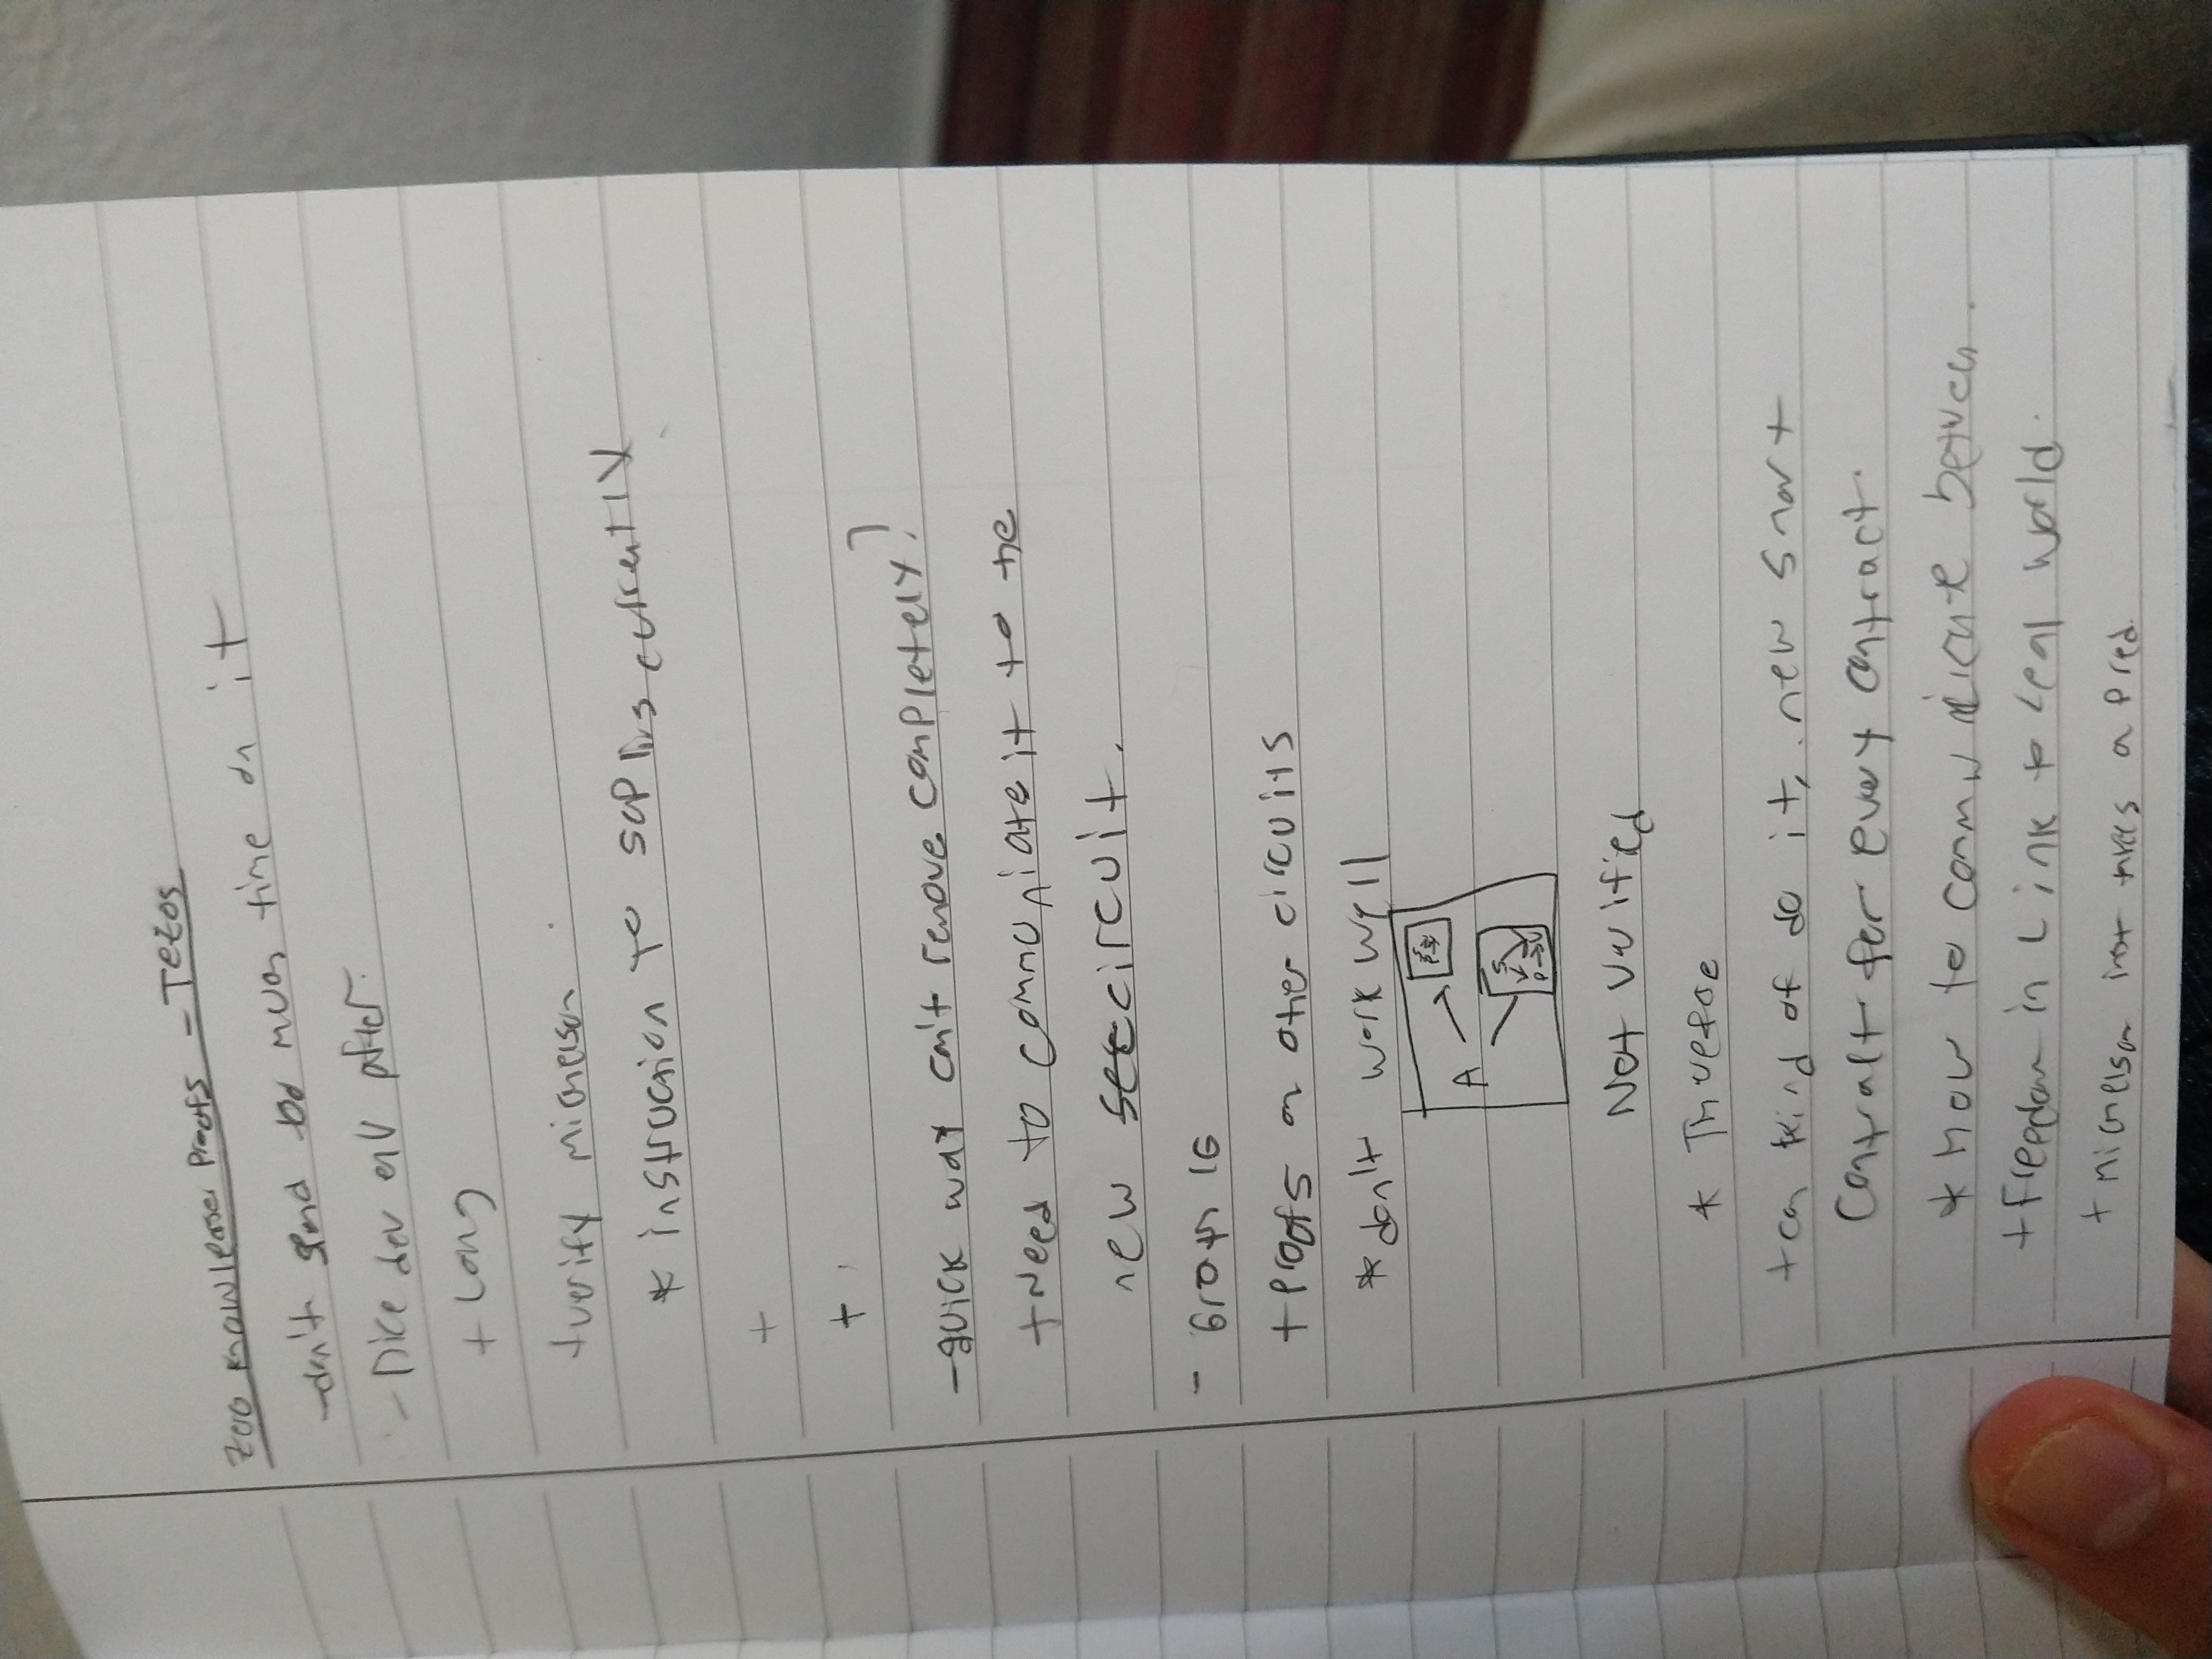 Zero Knowledge Proofs - Tezos
- don't spend too much time on it
- Nice dev env after.
+ Long
+ verify michelson
* instruction to sapling currently
+
+
- quick way can't remove completely?
+ Need to communicate it to the
new see circuit.
- Groth 16
+ Proofs on other circuits
* don't work well
A
S
P → V
Not Verified
* Therefore
+ can kind of do it, new smart
Contract for every contract.
* how to communicate between.
+ freedom in Link to real world.
+ michelson inst takes a pred.